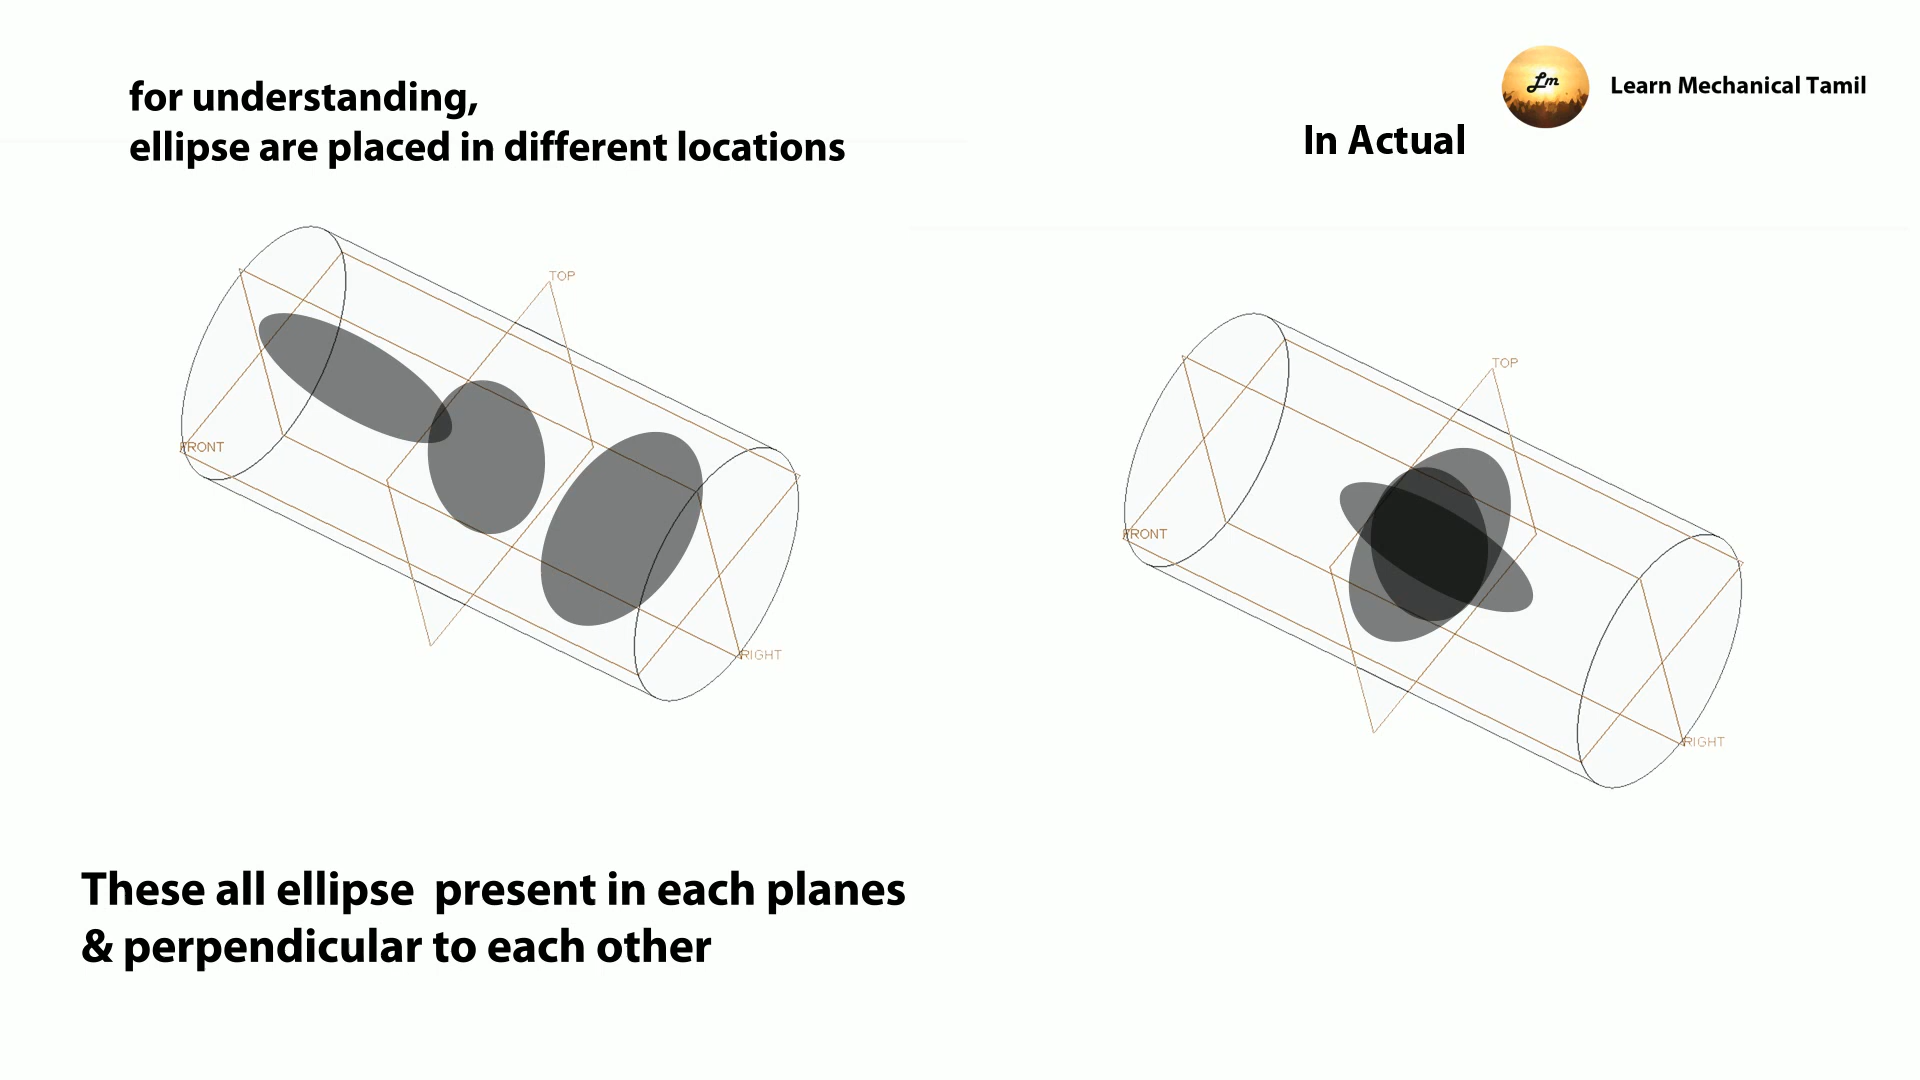 for understanding,
ellipse are placed in different locations
In Actual
Lm
Learn Mechanical Tamil
TOP
FRONT
RIGHT
TOP
FRONT
RIGHT
These all ellipse  present in each planes
& perpendicular to each other